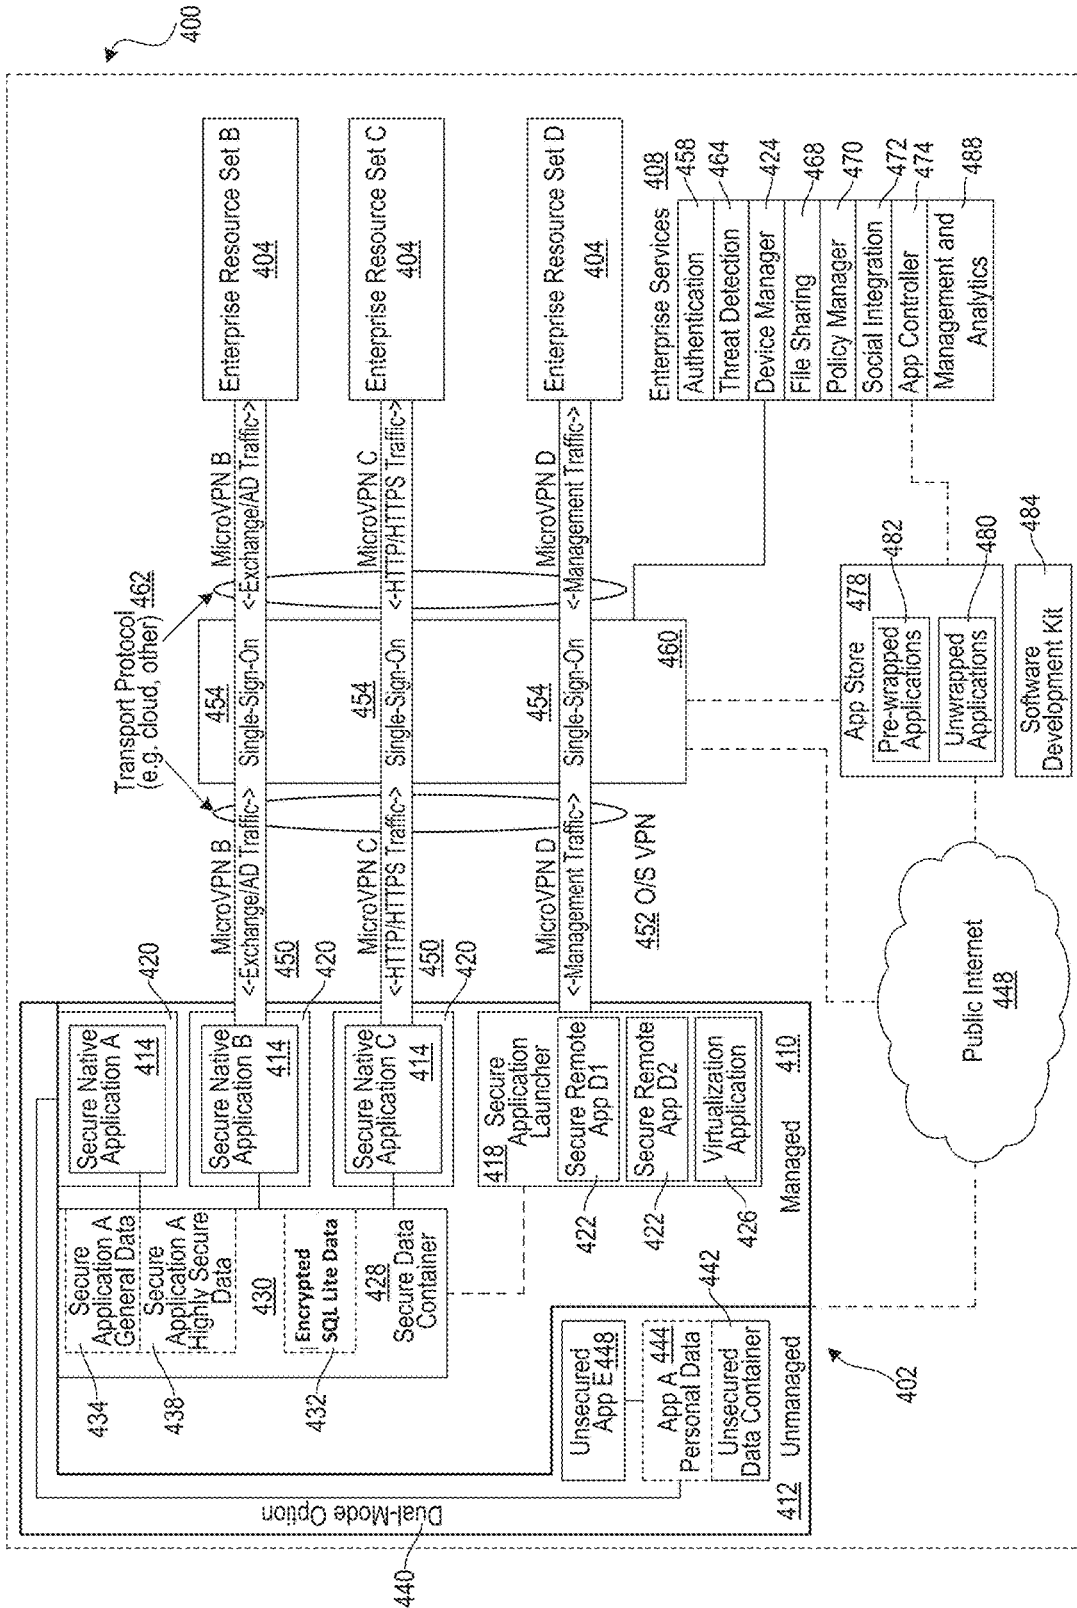 400
Transport Protocol
(e.g. cloud, other) 462
440
Dual-Mode Option
434
Secure
Application A
General Data
438
Secure
Application A
Highly Secure
Data
430
432
Encrypted
SQL Lite Data
428
Secure Data
Container
Secure Native
Application A
414
420
Secure Native
Application B
414
420
Secure Native
Application C
414
420
418 Secure
Application
Launcher
422
Secure Remote
App D1
422
Secure Remote
App D2
426
Virtualization
Application
Managed
410
Unsecured
App E448
App A 444
Personal Data
442
Unsecured
Data Container
412
Unmanaged
402
MicroVPN B
<-Exchange/AD Traffic->
450
MicroVPN C
<-HTTP/HTTPS Traffic->
450
MicroVPN D
<-Management Traffic->
452 O/S VPN
454
Single-Sign-On
454
Single-Sign-On
454
Single-Sign-On
460
MicroVPN B
<-Exchange/AD Traffic->
MicroVPN C
<-HTTP/HTTPS Traffic->
MicroVPN D
<-Management Traffic->
Enterprise Resource Set B
404
Enterprise Resource Set C
404
Enterprise Resource Set D
404
Enterprise Services 408
Authentication
458
Threat Detection
464
Device Manager
424
File Sharing
468
Policy Manager
470
Social Integration
472
App Controller
474
Management and
Analytics
488
Public Internet
448
App Store 478
Pre-wrapped
Applications
482
Unwrapped
Applications
480
Software
Development Kit
484